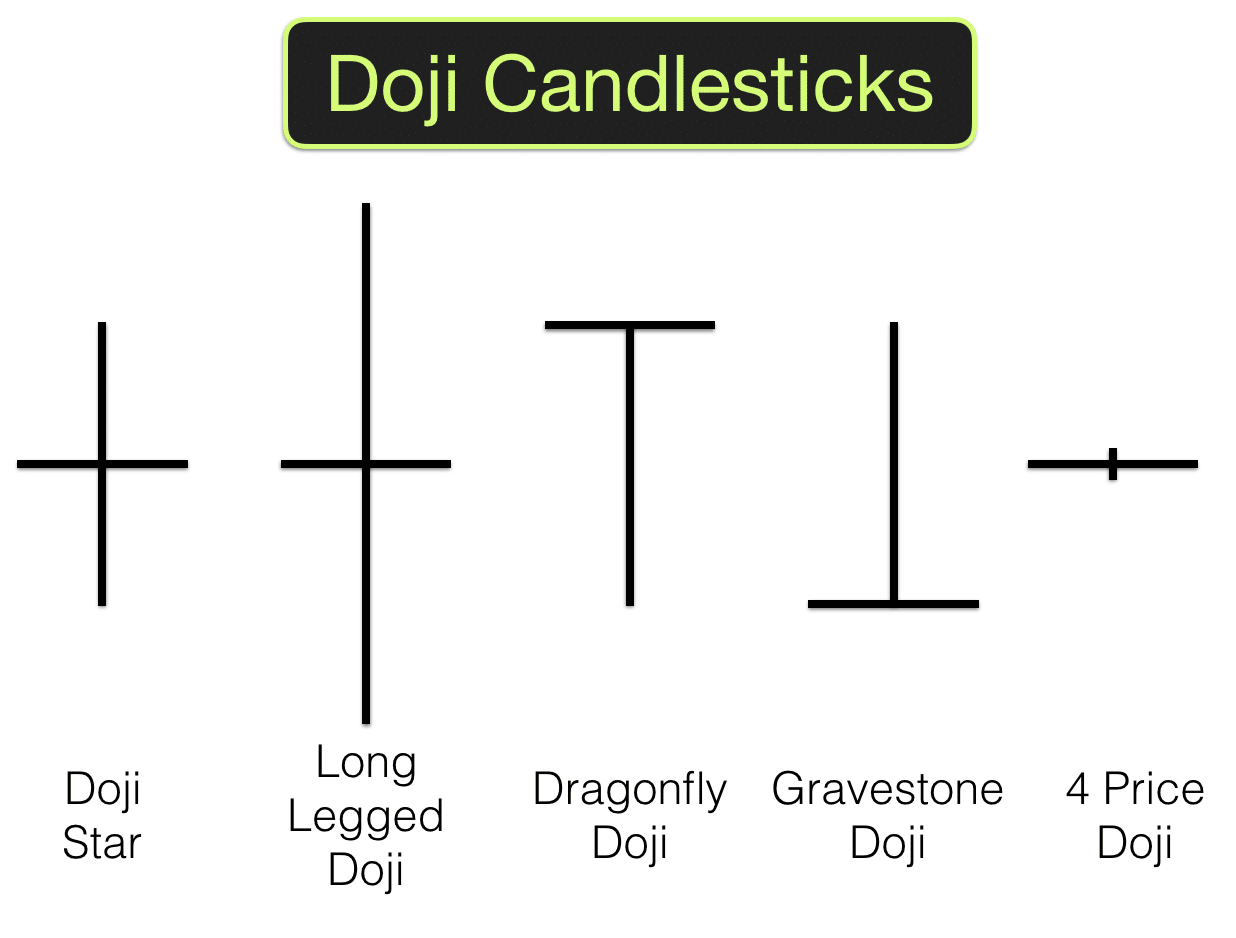 Doji Candlesticks
Doji
Star
Long
Legged
Doji
Dragonfly
Doji
Gravestone
Doji
4 Price
Doji